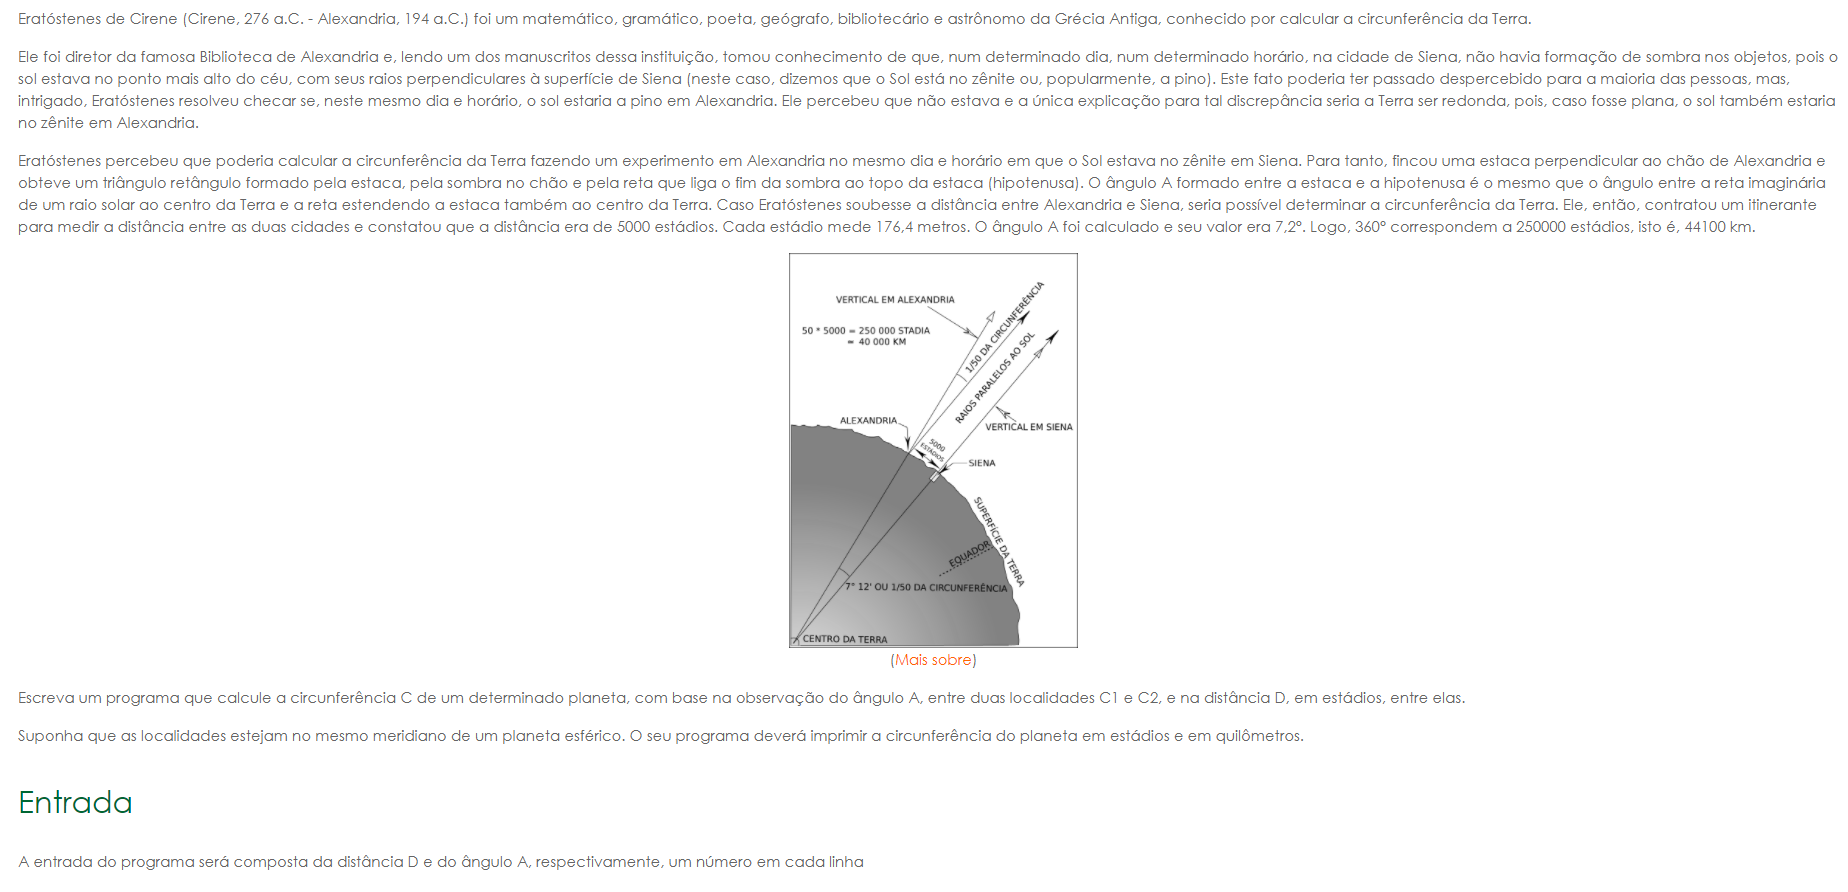 Eratóstenes de Cirene (Cirene, 276 a.C. - Alexandria, 194 a.C.) foi um matemático, gramático, poeta, geógrafo, bibliotecário e astrônomo da Grécia Antiga, conhecido por calcular a circunferência da Terra.
Ele foi diretor da famosa Biblioteca de Alexandria e, lendo um dos manuscritos dessa instituição, tomou conhecimento de que, num determinado dia, num determinado horário, na cidade de Siena, não havia formação de sombra nos objetos, pois o
sol estava no ponto mais alto do céu, com seus raios perpendiculares à superfície de Siena (neste caso, dizemos que o Sol está no zênite ou, popularmente, a pino). Este fato poderia ter passado despercebido para a maioria das pessoas, mas,
intrigado, Eratóstenes resolveu checar se, neste mesmo dia e horário, o sol estaria a pino em Alexandria. Ele percebeu que não estava e a única explicação para tal discrepância seria a Terra ser redonda, pois, caso fosse plana, o sol também estaria
no zênite em Alexandria.
Eratóstenes percebeu que poderia calcular a circunferência da Terra fazendo um experimento em Alexandria no mesmo dia e horário em que o Sol estava no zênite em Siena. Para tanto, fincou uma estaca perpendicular ao chão de Alexandria e
obteve um triângulo retângulo formado pela estaca, pela sombra no chão e pela reta que liga o fim da sombra ao topo da estaca (hipotenusa). O ângulo A formado entre a estaca e a hipotenusa é o mesmo que o ângulo entre a reta imaginária
de um raio solar ao centro da Terra e a reta estendendo a estaca também ao centro da Terra. Caso Eratóstenes soubesse a distância entre Alexandria e Siena, seria possível determinar a circunferência da Terra. Ele, então, contratou um itinerante
para medir a distância entre as duas cidades e constatou que a distância era de 5000 estádios. Cada estádio mede 176,4 metros. O ângulo A foi calculado e seu valor era 7,2°. Logo, 360° correspondem a 250000 estádios, isto é, 44100 km.
VERTICAL EM ALEXANDRIA
50 * 5000 = 250 000 STADIA
= 40 000 KM
1/50 DA CIRCUNFERÊNCIA
RAIOS PARALELOS AO SOL
ALEXANDRIA
VERTICAL EM SIENA
5000
ESTÁDIOS
SIENA
SUPERFÍCIE DA TERRA
EQUADOR
7° 12' OU 1/50 DA CIRCUNFERÊNCIA
CENTRO DA TERRA
(Mais sobre)
Escreva um programa que calcule a circunferência C de um determinado planeta, com base na observação do ângulo A, entre duas localidades C1 e C2, e na distância D, em estádios, entre elas.
Suponha que as localidades estejam no mesmo meridiano de um planeta esférico. O seu programa deverá imprimir a circunferência do planeta em estádios e em quilômetros.
Entrada
A entrada do programa será composta da distância D e do ângulo A, respectivamente, um número em cada linha